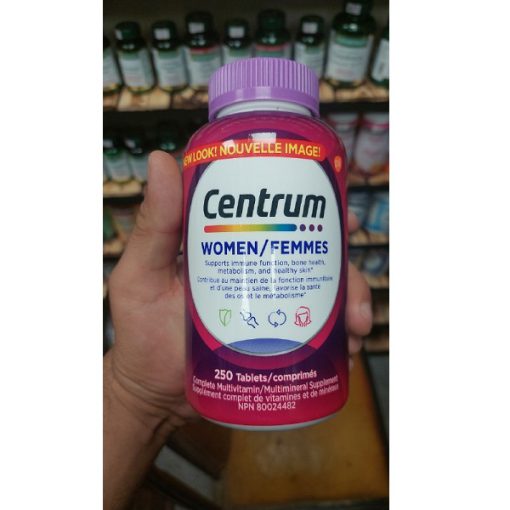 NEW LOOK! NOUVELLE IMAGE!
Centrum
WOMEN/FEMMES
Supports immune function, bone health,
metabolism, and healthy skin*
Contribue au maintien de la fonction immunitaire
et d'une peau saine, favorise la santé
des os et le métabolisme*
250 Tablets/comprimés
Complete Multivitamin/Multimineral Supplement
Supplément complet de vitamines et de minéraux
NPN 80024482